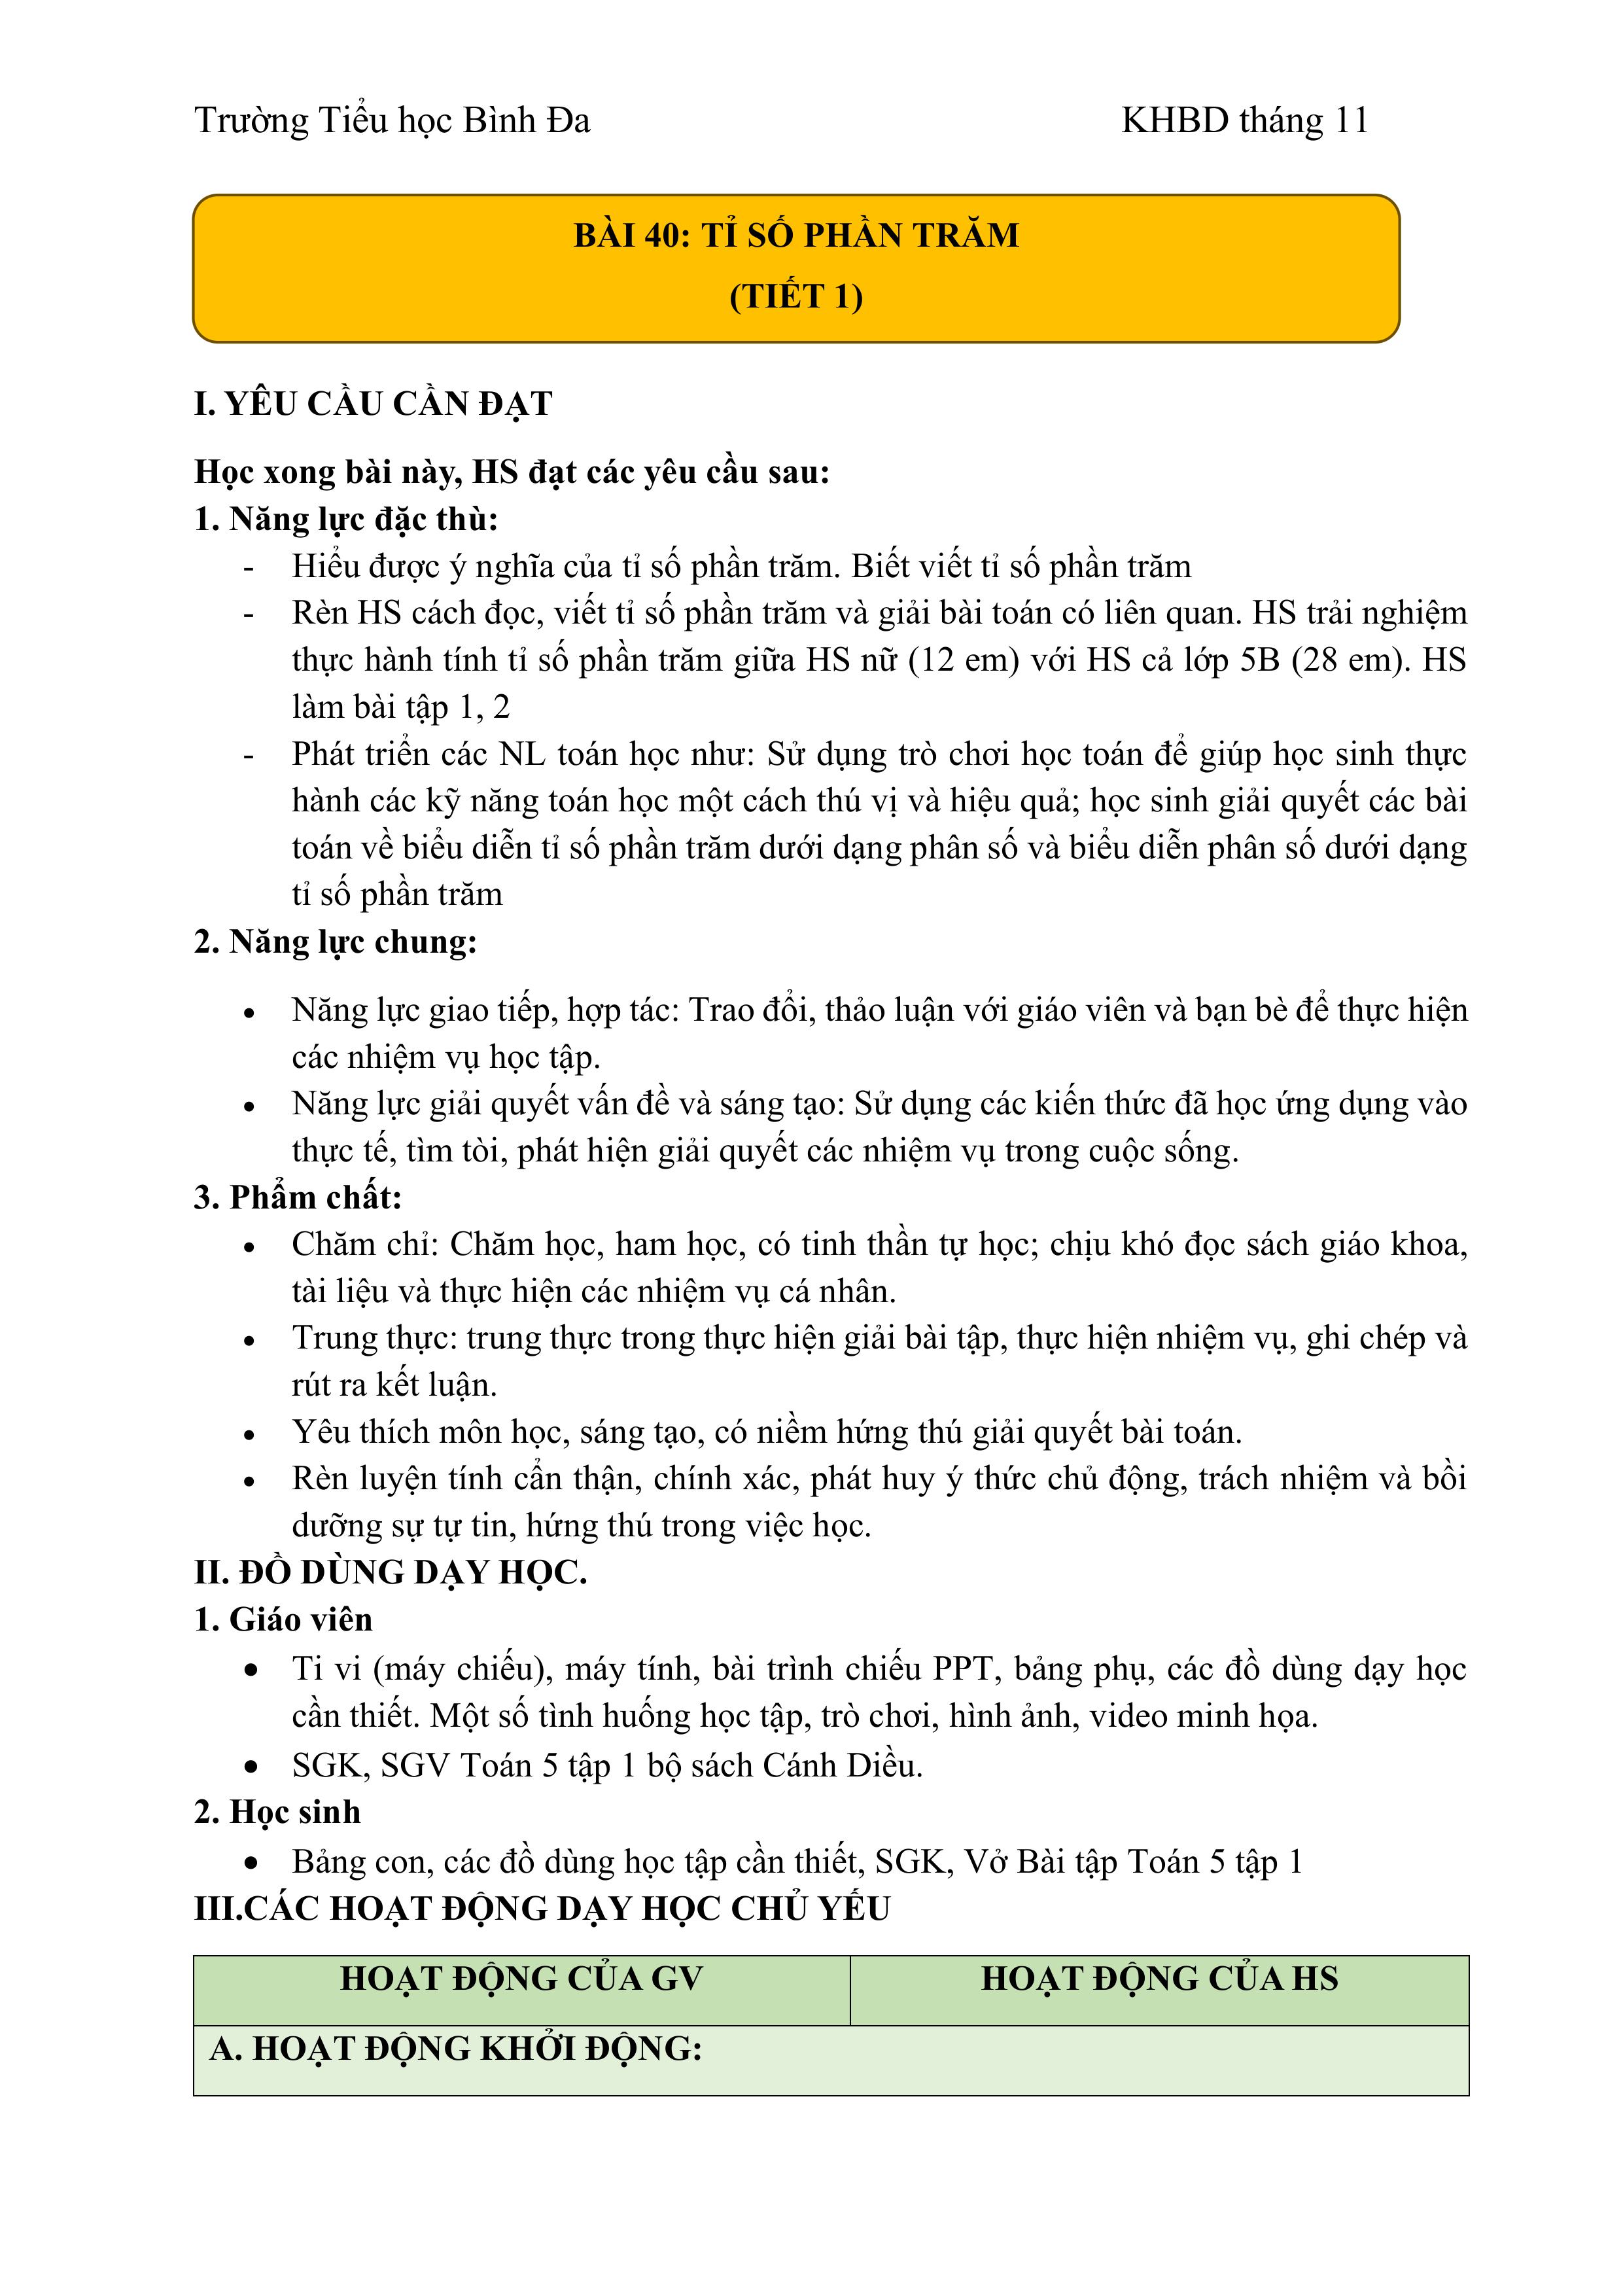 Trường Tiểu học Bình Đa KHBD tháng 11
BÀI 40: TỈ SỐ PHẦN TRĂM
(TIẾT 1)
I. YÊU CẦU CẦN ĐẠT
Học xong bài này, HS đạt các yêu cầu sau:
1. Năng lực đặc thù:
- Hiểu được ý nghĩa của tỉ số phần trăm. Biết viết tỉ số phần trăm
- Rèn HS cách đọc, viết tỉ số phần trăm và giải bài toán có liên quan. HS trải nghiệm
thực hành tính tỉ số phần trăm giữa HS nữ (12 em) với HS cả lớp 5B (28 em). HS
làm bài tập 1, 2
- Phát triển các NL toán học như: Sử dụng trò chơi học toán để giúp học sinh thực
hành các kỹ năng toán học một cách thú vị và hiệu quả; học sinh giải quyết các bài
toán về biểu diễn tỉ số phần trăm dưới dạng phân số và biểu diễn phân số dưới dạng
tỉ số phần trăm
2. Năng lực chung:
• Năng lực giao tiếp, hợp tác: Trao đổi, thảo luận với giáo viên và bạn bè để thực hiện
các nhiệm vụ học tập.
• Năng lực giải quyết vấn đề và sáng tạo: Sử dụng các kiến thức đã học ứng dụng vào
thực tế, tìm tòi, phát hiện giải quyết các nhiệm vụ trong cuộc sống.
3. Phẩm chất:
• Chăm chỉ: Chăm học, ham học, có tinh thần tự học; chịu khó đọc sách giáo khoa,
tài liệu và thực hiện các nhiệm vụ cá nhân.
• Trung thực: trung thực trong thực hiện giải bài tập, thực hiện nhiệm vụ, ghi chép và
rút ra kết luận.
• Yêu thích môn học, sáng tạo, có niềm hứng thú giải quyết bài toán.
• Rèn luyện tính cẩn thận, chính xác, phát huy ý thức chủ động, trách nhiệm và bồi
dưỡng sự tự tin, hứng thú trong việc học.
II. ĐỒ DÙNG DẠY HỌC.
1. Giáo viên
• Ti vi (máy chiếu), máy tính, bài trình chiếu PPT, bảng phụ, các đồ dùng dạy học
cần thiết. Một số tình huống học tập, trò chơi, hình ảnh, video minh họa.
• SGK, SGV Toán 5 tập 1 bộ sách Cánh Diều.
2. Học sinh
• Bảng con, các đồ dùng học tập cần thiết, SGK, Vở Bài tập Toán 5 tập 1
III.CÁC HOẠT ĐỘNG DẠY HỌC CHỦ YẾU
HOẠT ĐỘNG CỦA GV HOẠT ĐỘNG CỦA HS
A. HOẠT ĐỘNG KHỞI ĐỘNG: